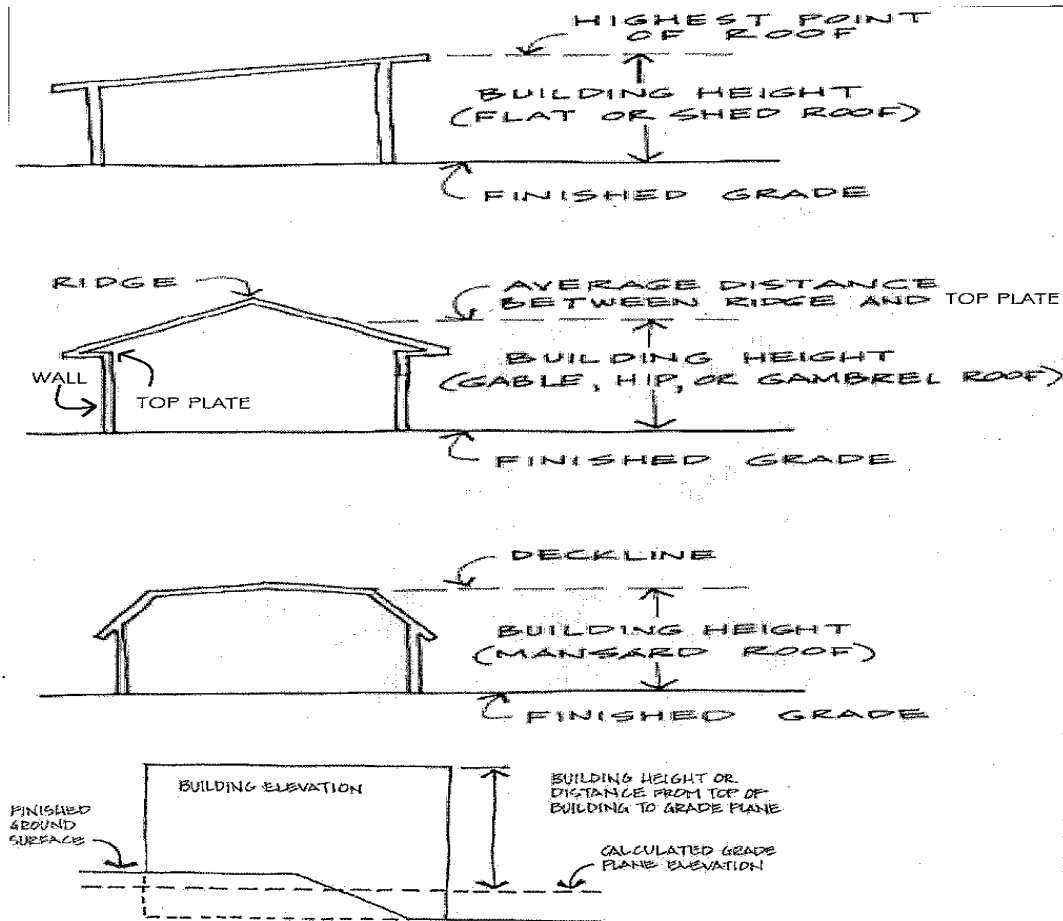 HIGHEST POINT
OF ROOF
BUILDING HEIGHT
(FLAT OR SHED ROOF)
FINISHED GRADE
RIDGE
AVERAGE DISTANCE
BETWEEN RIDGE AND TOP PLATE
WALL
TOP PLATE
BUILDING HEIGHT
(GABLE, HIP, OR GAMBREL ROOF)
FINISHED GRADE
DECKLINE
BUILDING HEIGHT
(MANSARD ROOF)
FINISHED GRADE
BUILDING ELEVATION
BUILDING HEIGHT OR
DISTANCE FROM TOP OF
BUILDING TO GRADE PLANE
FINISHED
GROUND
SURFACE
CALCULATED GRADE
PLANE ELEVATION